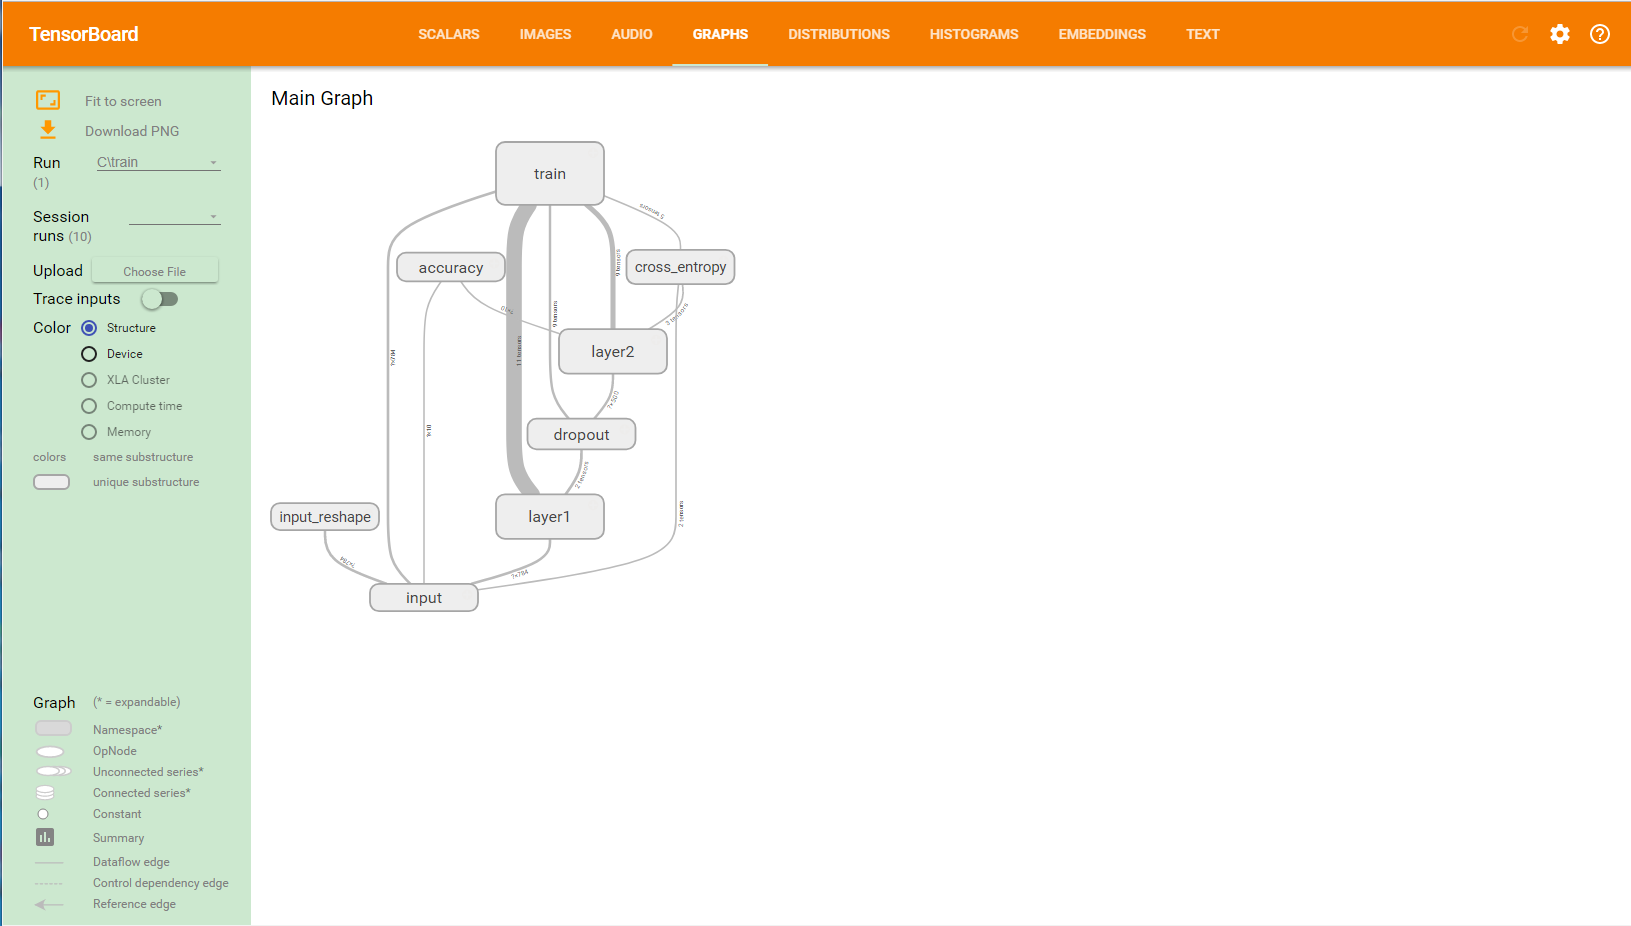 TensorBoard
SCALARS IMAGES AUDIO GRAPHS DISTRIBUTIONS HISTOGRAMS EMBEDDINGS TEXT
Fit to screen
Download PNG
Run
(1)
C\train
Session
runs (10)
Upload Choose File
Trace inputs
Color Structure
Device
XLA Cluster
Compute time
Memory
colors same substructure
unique substructure
Graph (* = expandable)
Namespace*
OpNode
Unconnected series*
Connected series*
Constant
Summary
Dataflow edge
Control dependency edge
Reference edge
Main Graph
train
5 tensors
accuracy
9 tensors
cross_entropy
?×10
9 tensors
3 tensors
?×784
11 tensors
layer2
?×500
?×10
dropout
2 tensors
input_reshape
layer1
2 tensors
?×784
?×784
input